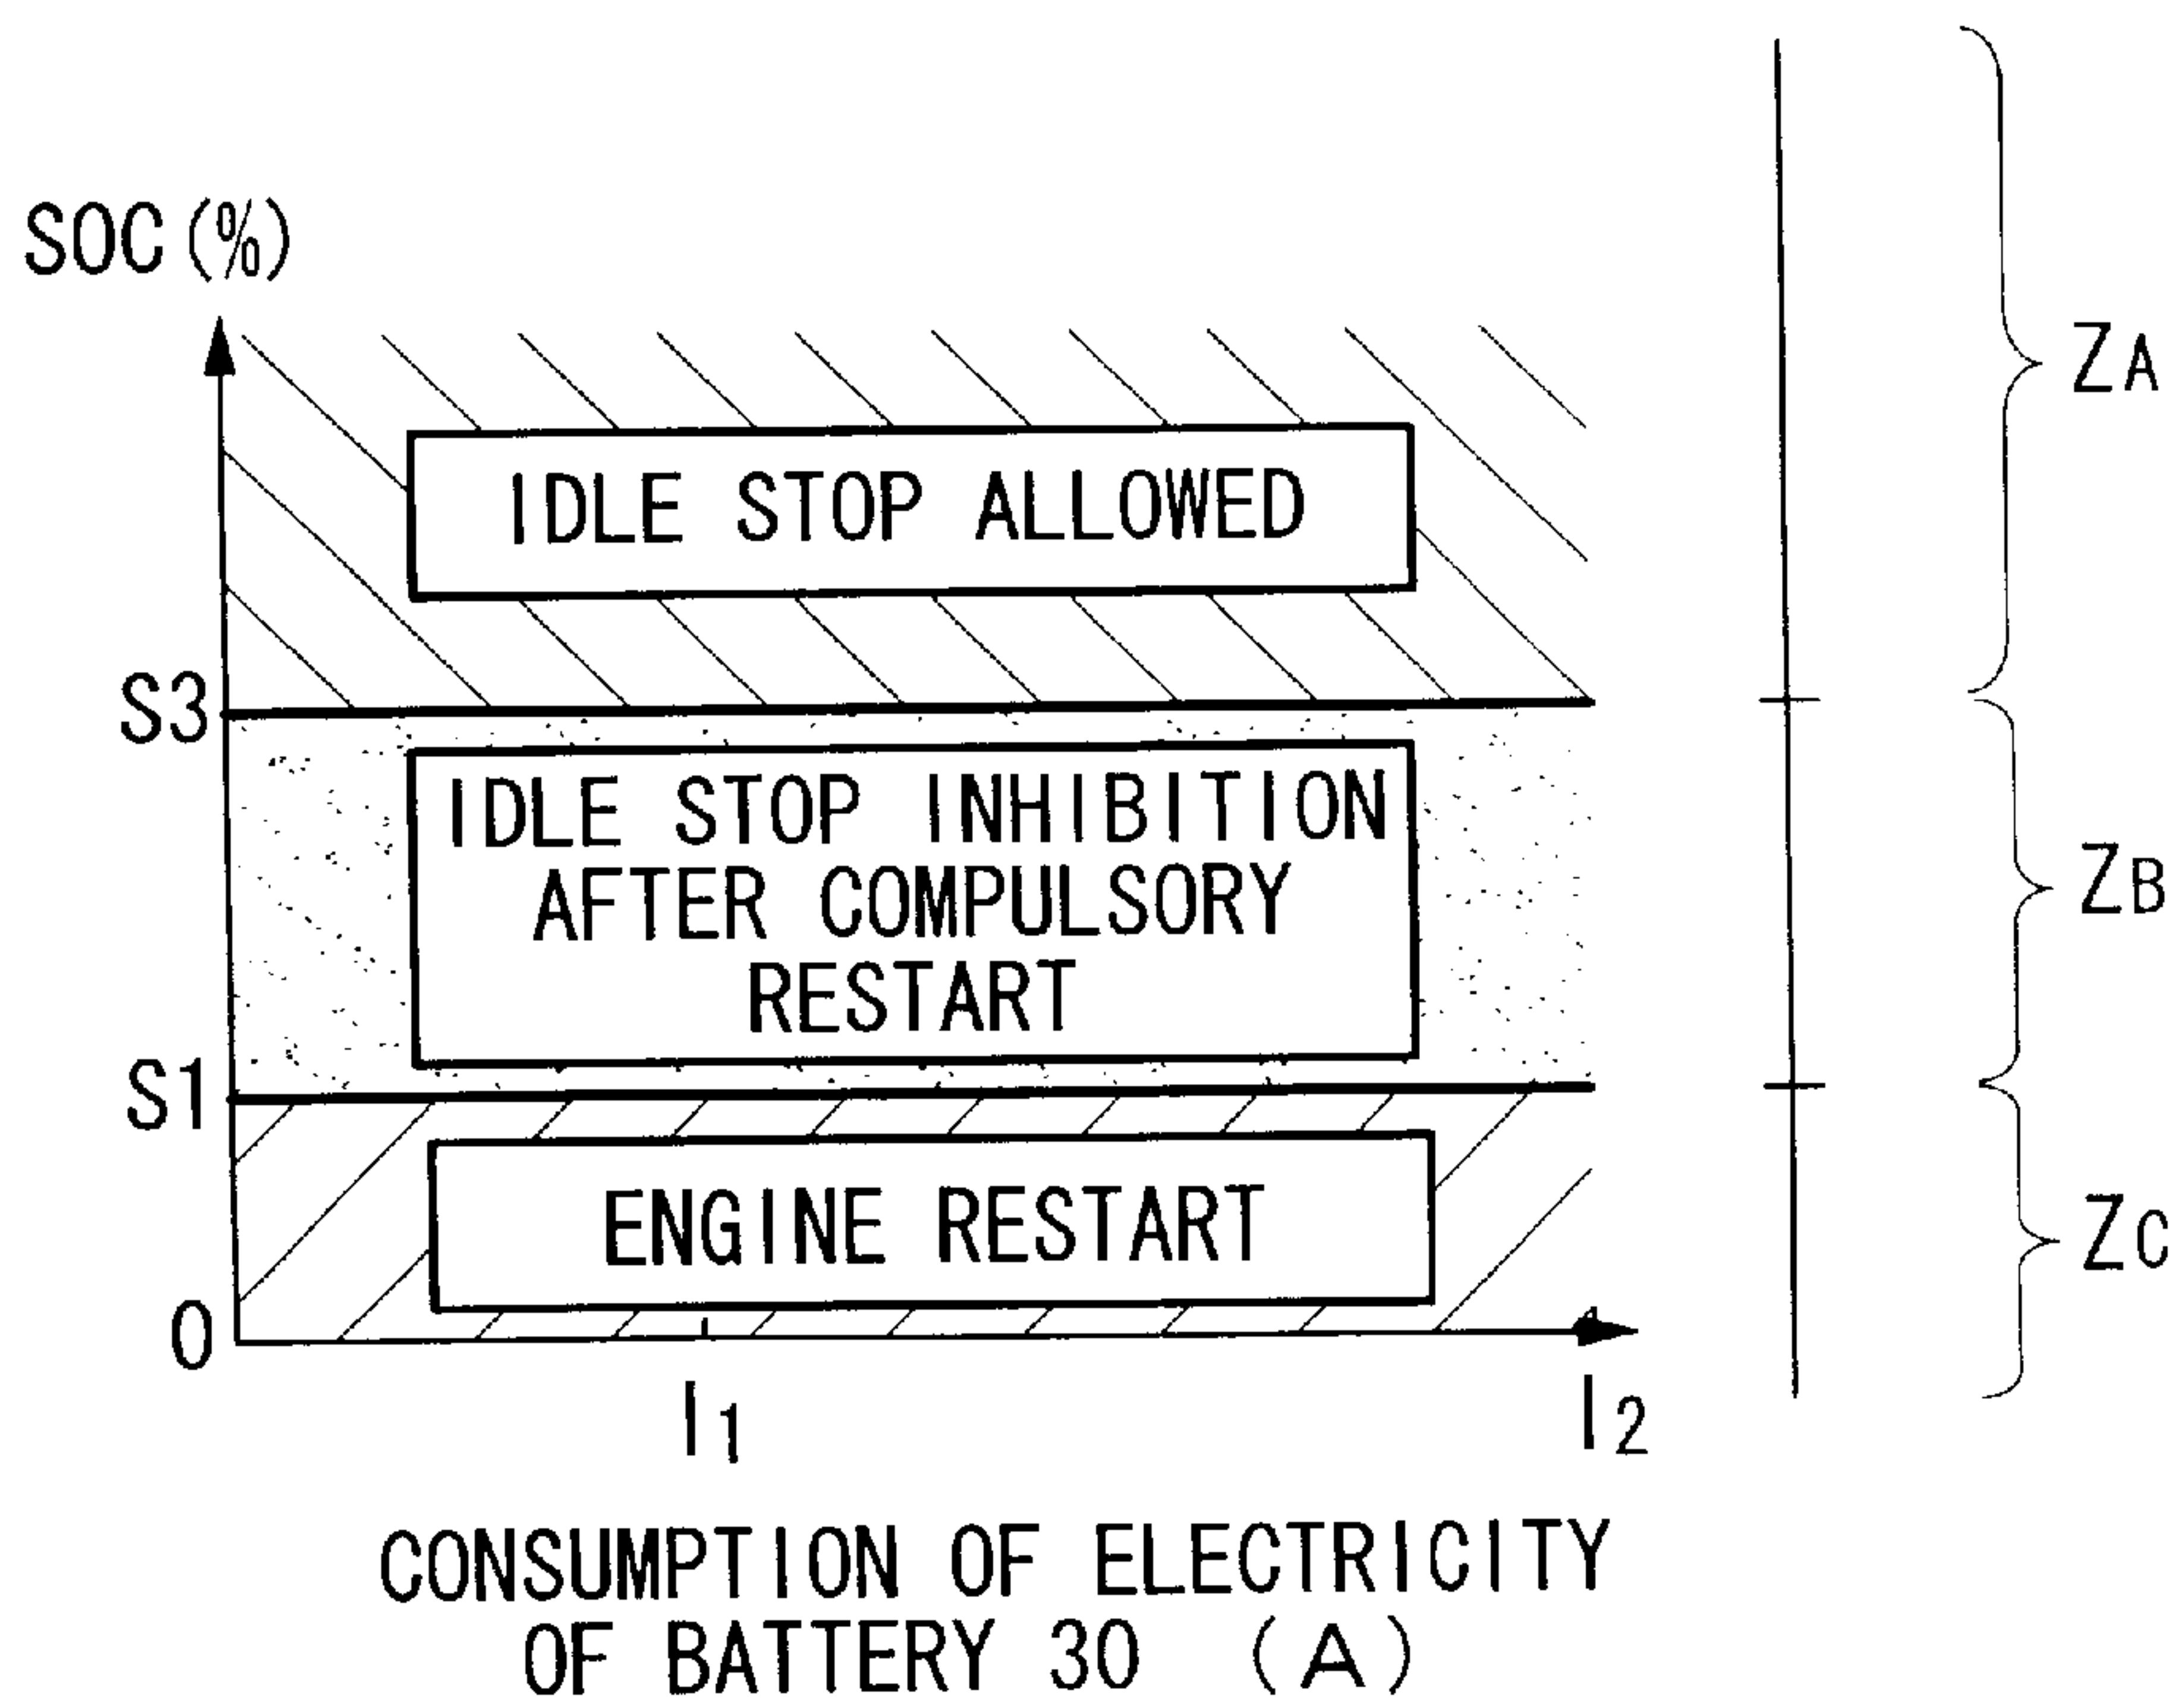 SOC(%)
ZA
IDLE STOP ALLOWED
S3
IDLE STOP INHIBITION
AFTER COMPULSORY
RESTART
ZB
S1
ENGINE RESTART
ZC
0
I1
I2
CONSUMPTION OF ELECTRICITY
OF BATTERY 30 (A)